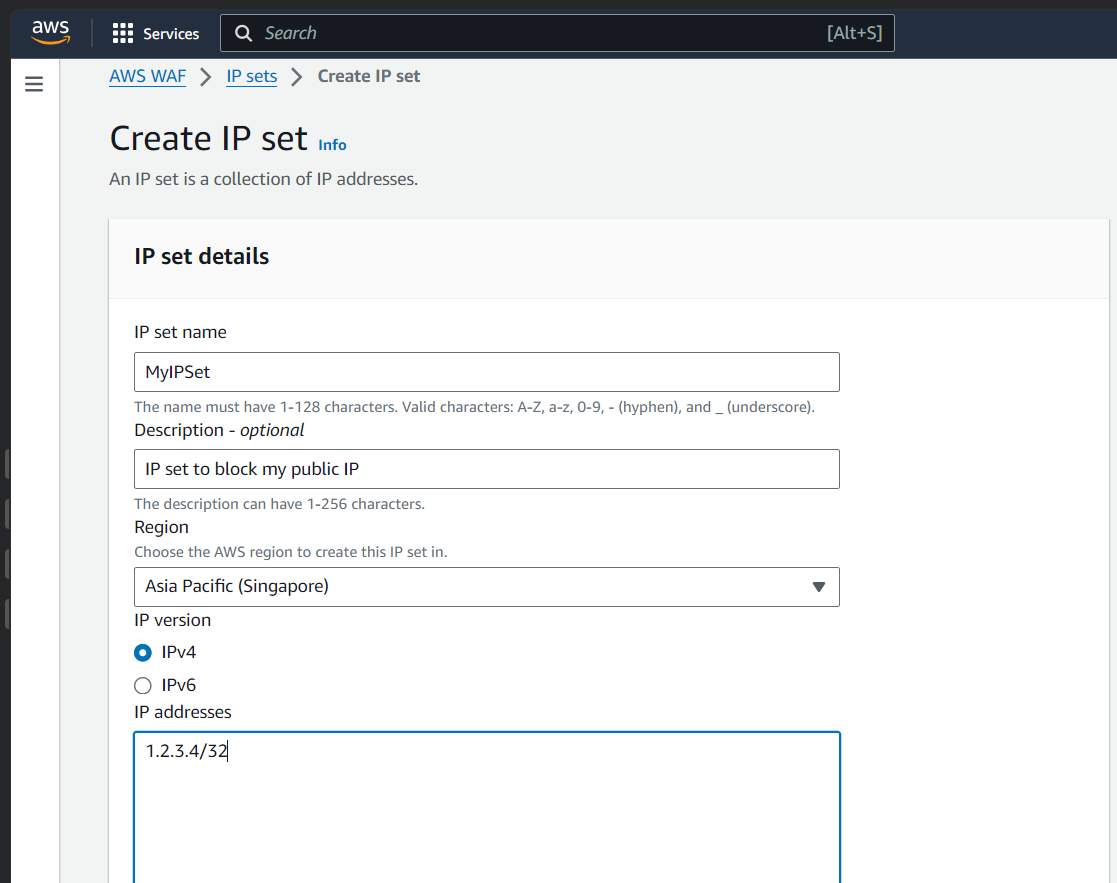 aws Services Search [Alt+S]
AWS WAF > IP sets > Create IP set
Create IP set Info
An IP set is a collection of IP addresses.
IP set details
IP set name
MyIPSet
The name must have 1-128 characters. Valid characters: A-Z, a-z, 0-9, - (hyphen), and _ (underscore).
Description - optional
IP set to block my public IP
The description can have 1-256 characters.
Region
Choose the AWS region to create this IP set in.
Asia Pacific (Singapore)
IP version
IPv4
IPv6
IP addresses
1.2.3.4/32